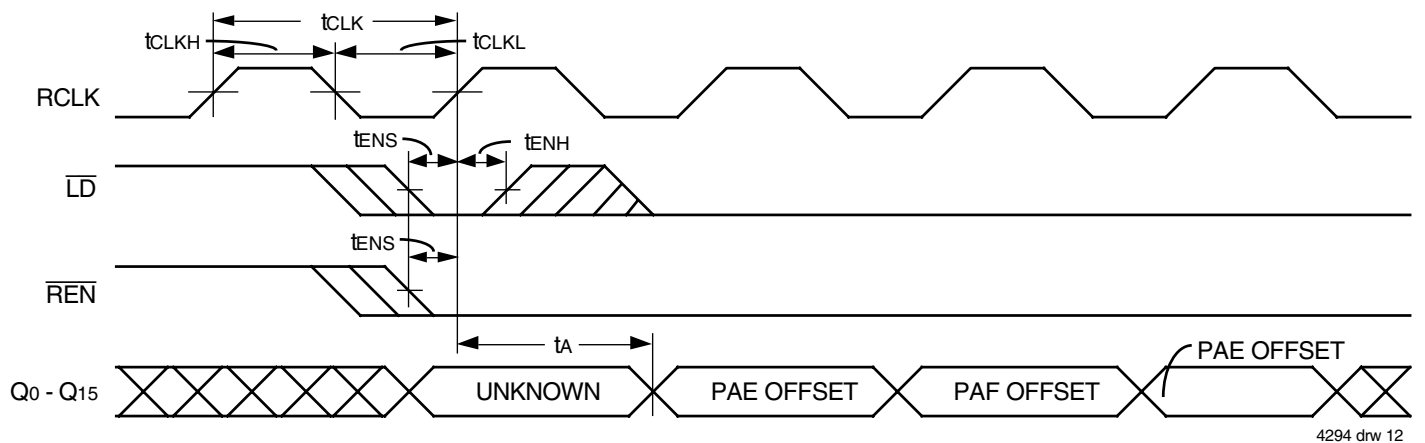 tCLK
tCLKH
tCLKL
RCLK
tENS
tENH
LD
tENS
REN
tA
Q0 - Q15
UNKNOWN
PAE OFFSET
PAF OFFSET
PAE OFFSET
4294 drw 12